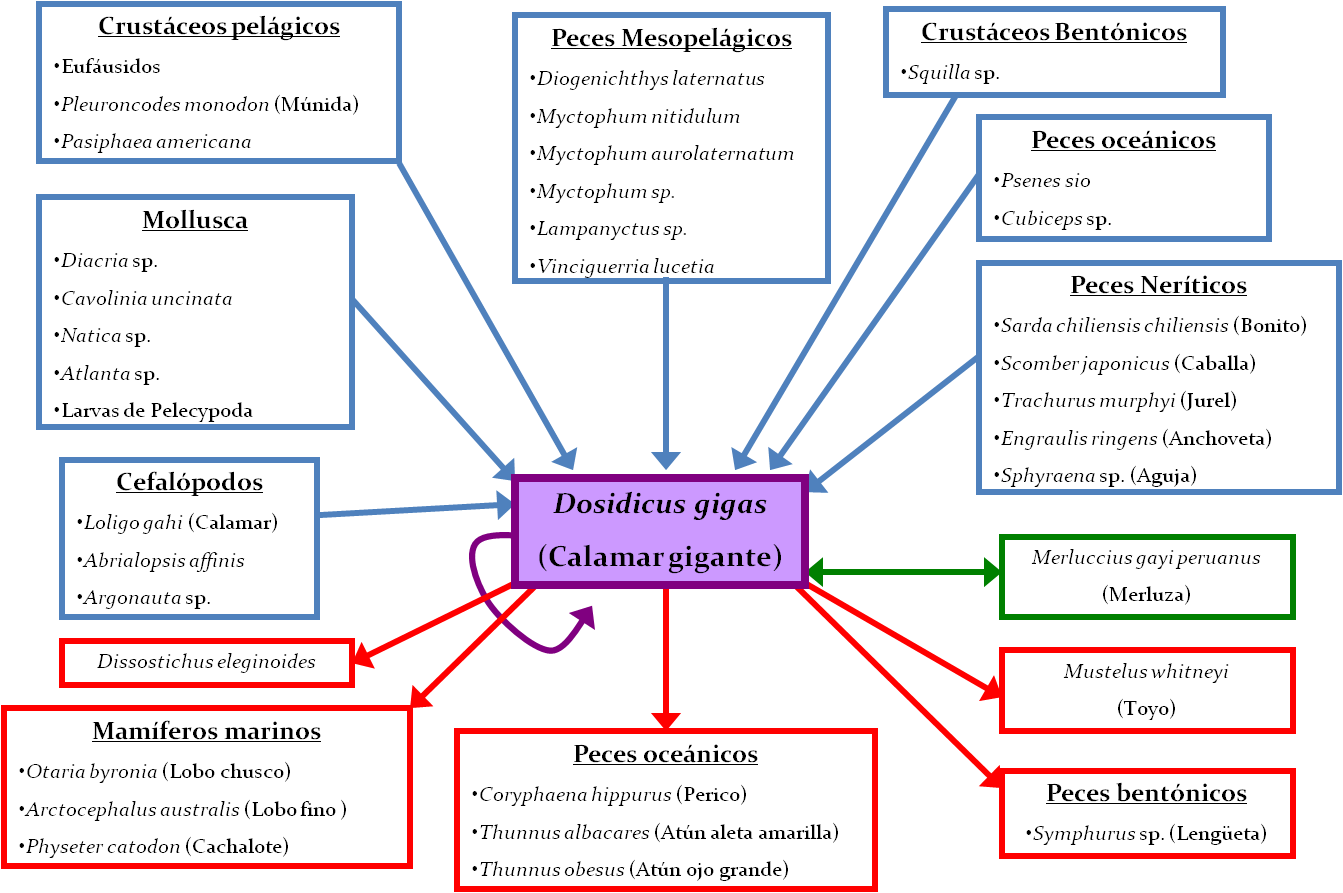 Crustáceos pelágicos
•Eufáusidos
•Pleuroncodes monodon (Múnida)
•Pasiphaea americana
Peces Mesopelágicos
•Diogenichthys laternatus
•Myctophum nitidulum
•Myctophum aurolaternatum
•Myctophum sp.
•Lampanyctus sp.
•Vinciguerria lucetia
Crustáceos Bentónicos
•Squilla sp.
Peces oceánicos
•Psenes sio
•Cubiceps sp.
Mollusca
•Diacria sp.
•Cavolinia uncinata
•Natica sp.
•Atlanta sp.
•Larvas de Pelecypoda
Peces Neríticos
•Sarda chiliensis chiliensis (Bonito)
•Scomber japonicus (Caballa)
•Trachurus murphyi (Jurel)
•Engraulis ringens (Anchoveta)
•Sphyraena sp. (Aguja)
Cefalópodos
•Loligo gahi (Calamar)
•Abrialopsis affinis
•Argonauta sp.
Dosidicus gigas
(Calamar gigante)
Merluccius gayi peruanus
(Merluza)
Dissostichus eleginoides
Mustelus whitneyi
(Toyo)
Mamíferos marinos
•Otaria byronia (Lobo chusco)
•Arctocephalus australis (Lobo fino )
•Physeter catodon (Cachalote)
Peces oceánicos
•Coryphaena hippurus (Perico)
•Thunnus albacares (Atún aleta amarilla)
•Thunnus obesus (Atún ojo grande)
Peces bentónicos
•Symphurus sp. (Lengüeta)